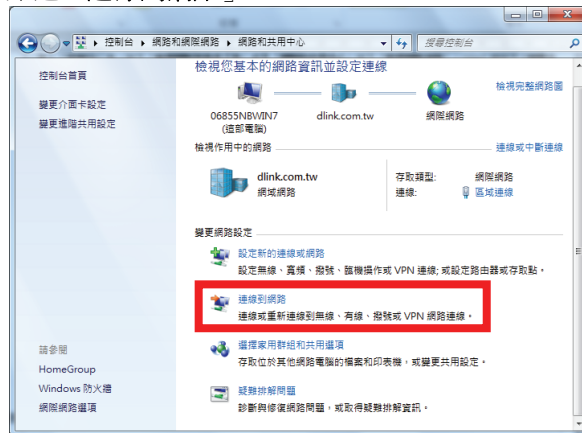 控制台 ▸ 網路和網際網路 ▸ 網路和共用中心
搜尋控制台
控制台首頁
變更介面卡設定
變更進階共用設定
檢視您基本的網路資訊並設定連線
檢視完整網路圖
06855NBWIN7
(這部電腦)
dlink.com.tw
網際網路
檢視作用中的網路
連線或中斷連線
dlink.com.tw
網域網路
存取類型: 網際網路
連線: 區域連線
變更網路設定
設定新的連線或網路
設定無線、寬頻、撥號、臨機操作或 VPN 連線; 或設定路由器或存取點。
連線到網路
連線或重新連線到無線、有線、撥號或 VPN 網路連線。
選擇家用群組和共用選項
存取位於其他網路電腦的檔案和印表機，或變更共用設定。
疑難排解問題
診斷與修復網路問題，或取得疑難排解資訊。
請參閱
HomeGroup
Windows 防火牆
網際網路選項